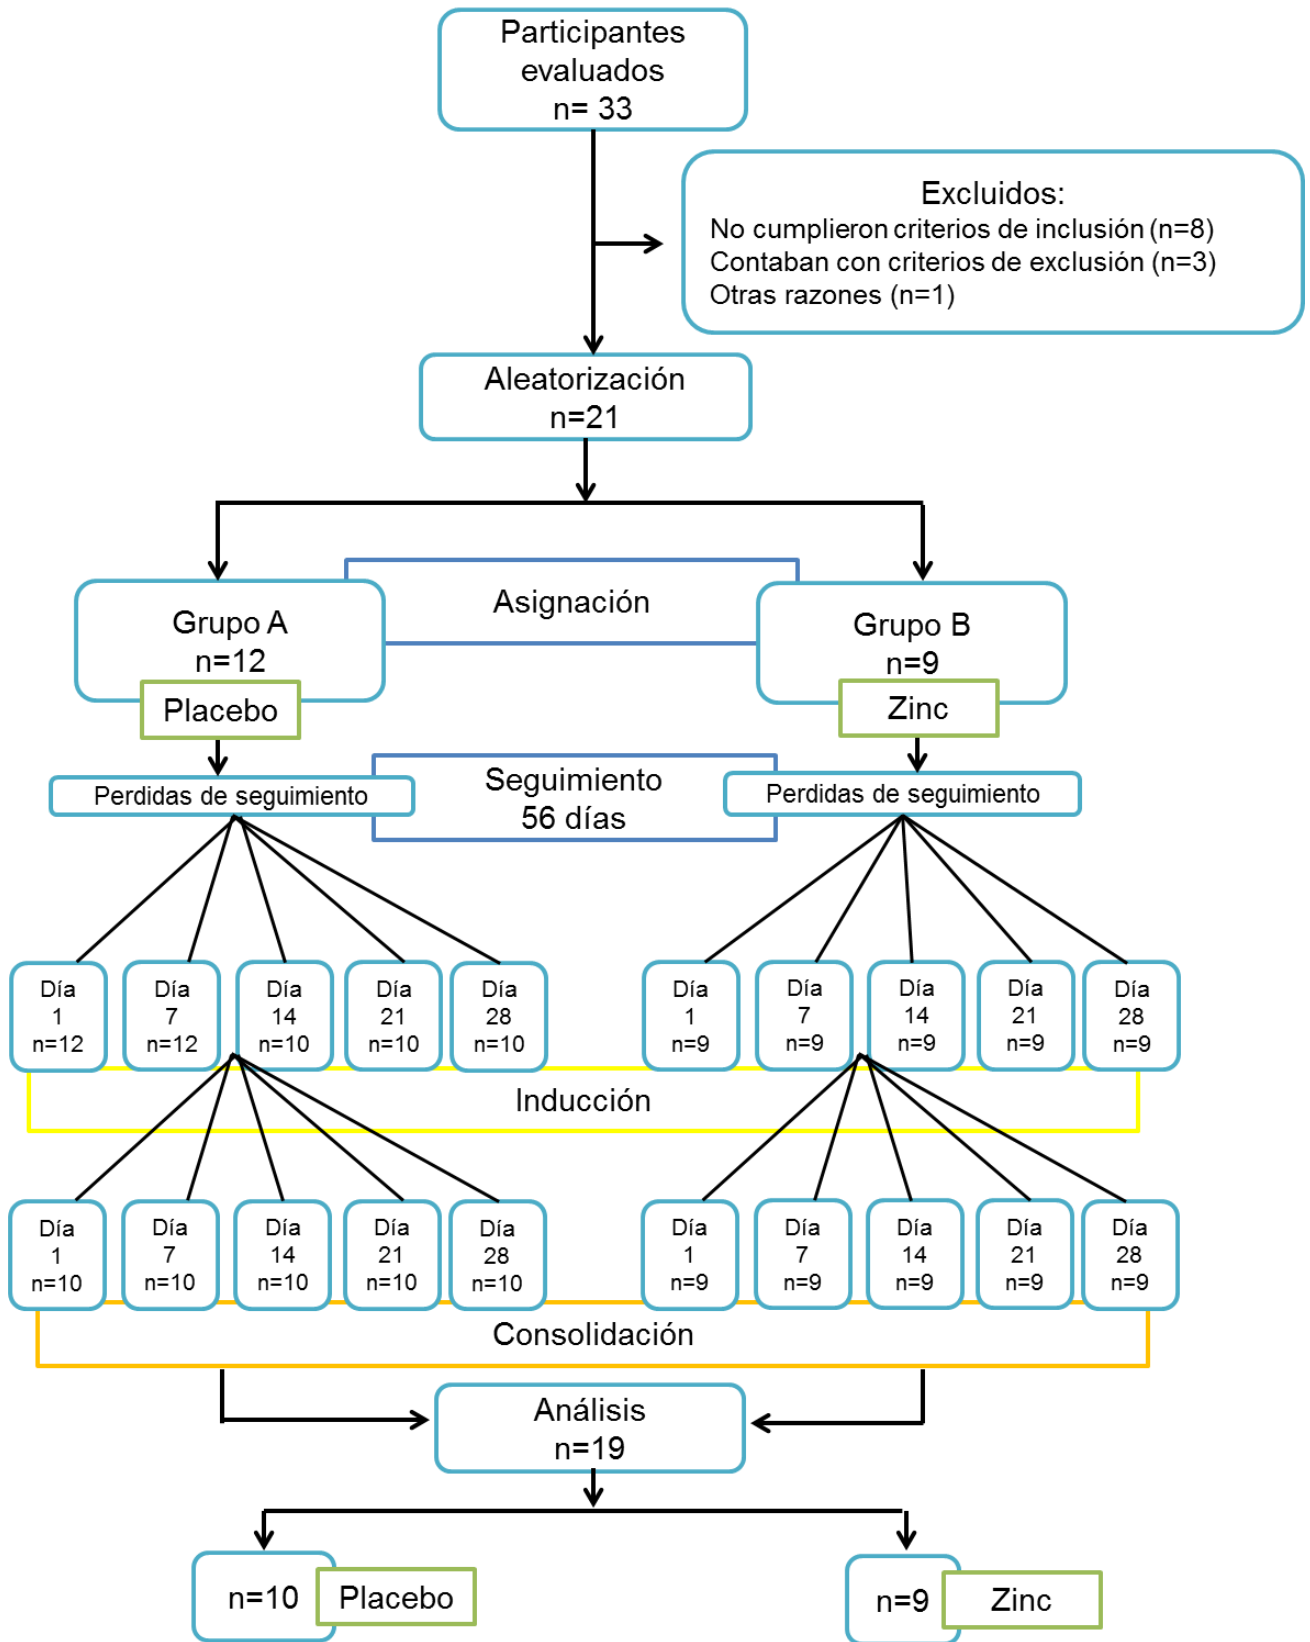 Participantes
evaluados
n= 33
Excluidos:
No cumplieron criterios de inclusión (n=8)
Contaban con criterios de exclusión (n=3)
Otras razones (n=1)
Aleatorización
n=21
Asignación
Grupo A
n=12
Placebo
Grupo B
n=9
Zinc
Perdidas de seguimiento
Seguimiento
56 días
Perdidas de seguimiento
Día
1
n=12
Día
7
n=12
Día
14
n=10
Día
21
n=10
Día
28
n=10
Día
1
n=9
Día
7
n=9
Día
14
n=9
Día
21
n=9
Día
28
n=9
Inducción
Día
1
n=10
Día
7
n=10
Día
14
n=10
Día
21
n=10
Día
28
n=10
Día
1
n=9
Día
7
n=9
Día
14
n=9
Día
21
n=9
Día
28
n=9
Consolidación
Análisis
n=19
n=10
Placebo
n=9
Zinc